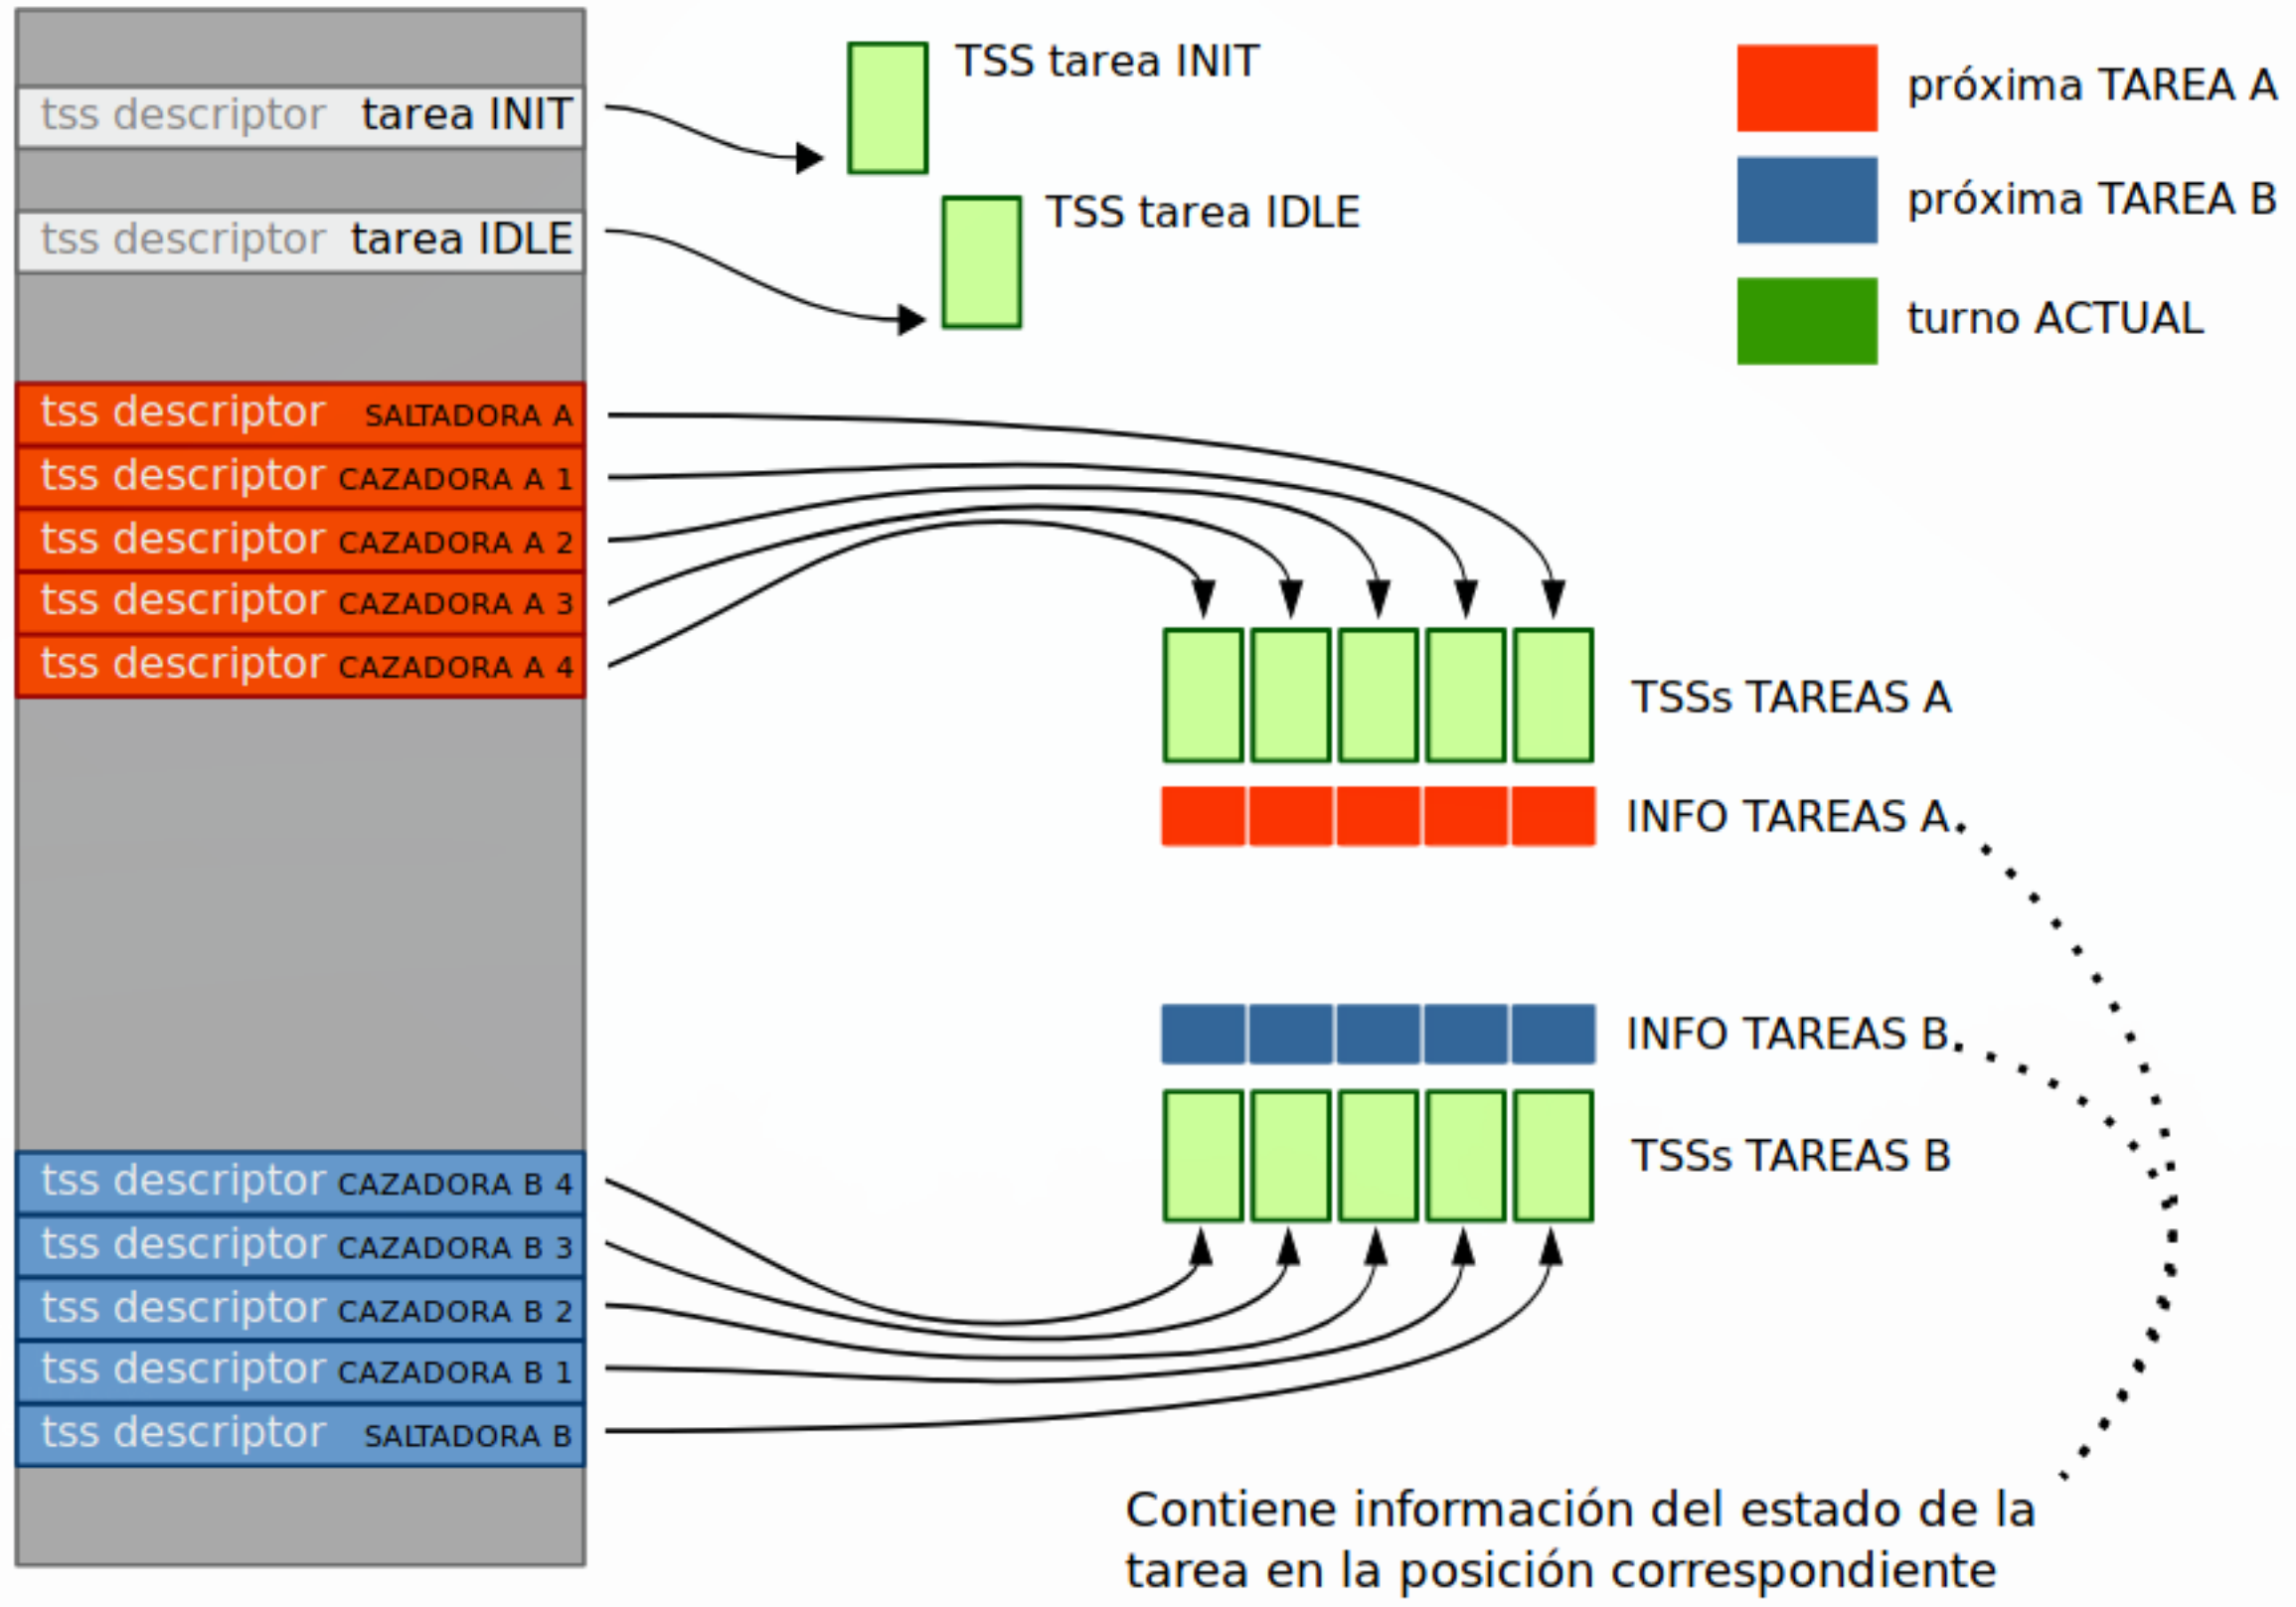 tss descriptor tarea INIT
tss descriptor tarea IDLE
tss descriptor SALTADORA A
tss descriptor CAZADORA A 1
tss descriptor CAZADORA A 2
tss descriptor CAZADORA A 3
tss descriptor CAZADORA A 4
tss descriptor CAZADORA B 4
tss descriptor CAZADORA B 3
tss descriptor CAZADORA B 2
tss descriptor CAZADORA B 1
tss descriptor SALTADORA B
TSS tarea INIT
TSS tarea IDLE
próxima TAREA A
próxima TAREA B
turno ACTUAL
TSSs TAREAS A
INFO TAREAS A
INFO TAREAS B
TSSs TAREAS B
Contiene información del estado de la
tarea en la posición correspondiente